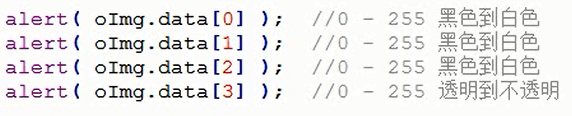 alert( oImg.data[0] );  //0 - 255 黑色到白色
alert( oImg.data[1] );  //0 - 255 黑色到白色
alert( oImg.data[2] );  //0 - 255 黑色到白色
alert( oImg.data[3] );  //0 - 255 透明到不透明